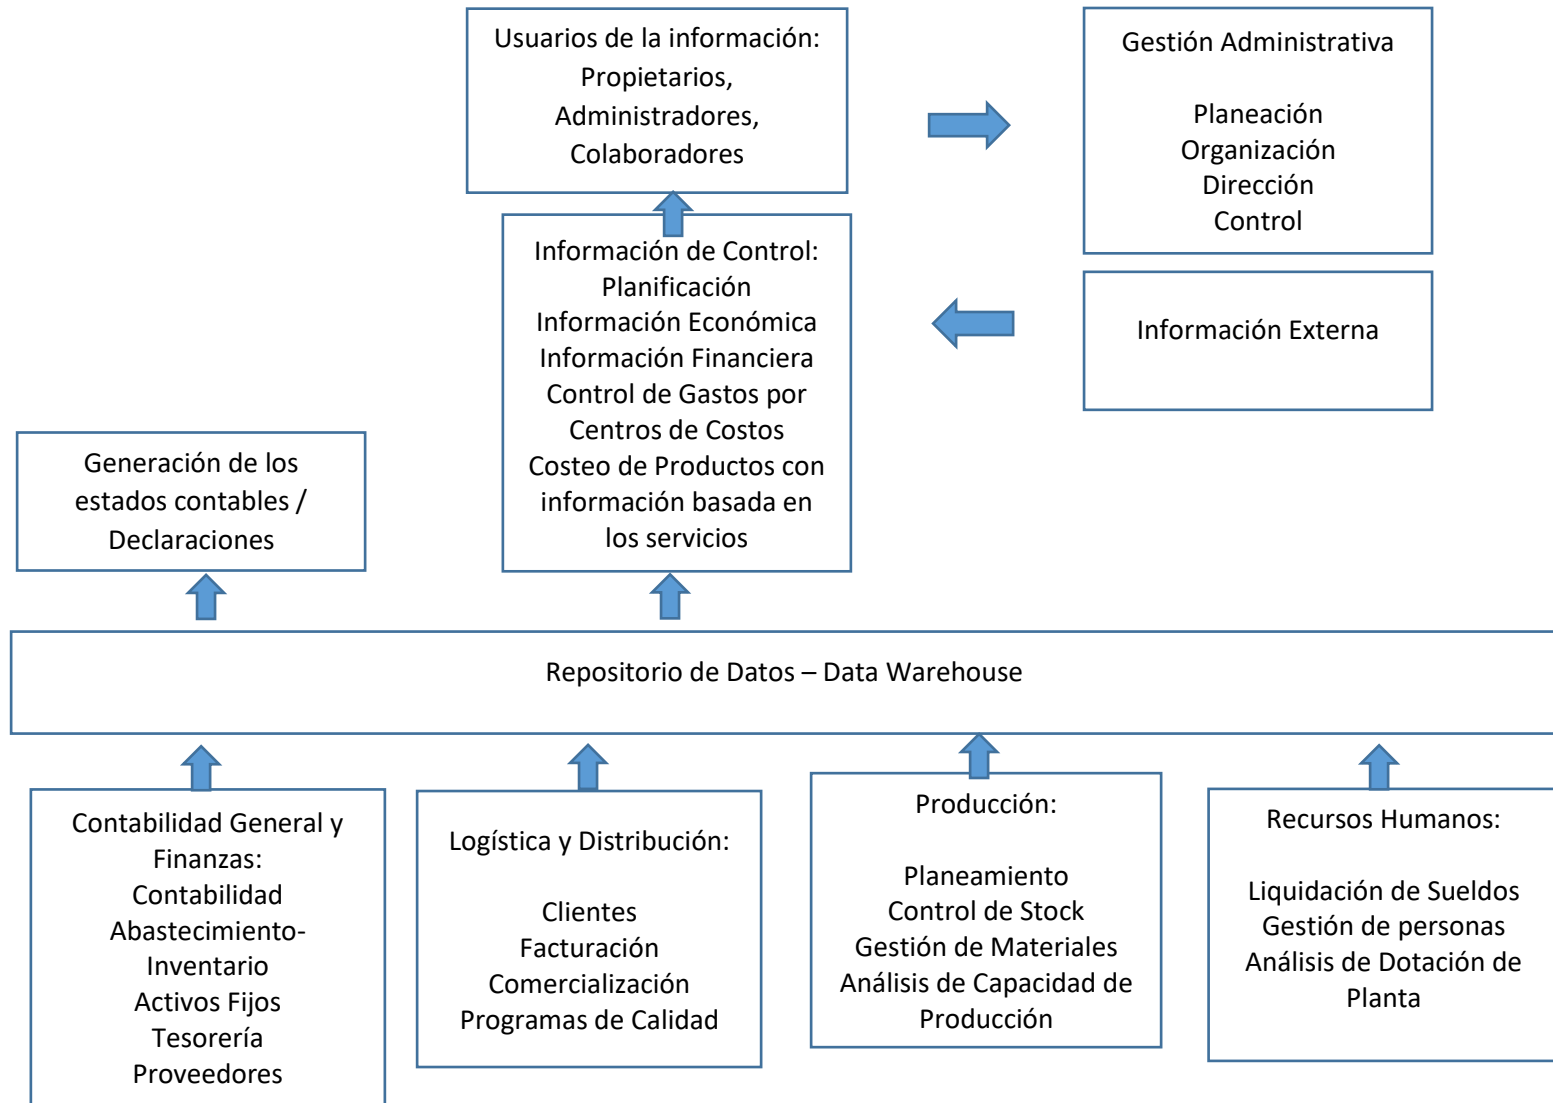 Usuarios de la información:
Propietarios,
Administradores,
Colaboradores
Gestión Administrativa
Planeación
Organización
Dirección
Control
Información de Control:
Planificación
Información Económica
Información Financiera
Control de Gastos por
Centros de Costos
Costeo de Productos con
información basada en
los servicios
Información Externa
Generación de los
estados contables /
Declaraciones
Repositorio de Datos – Data Warehouse
Contabilidad General y
Finanzas:
Contabilidad
Abastecimiento-
Inventario
Activos Fijos
Tesorería
Proveedores
Logística y Distribución:
Clientes
Facturación
Comercialización
Programas de Calidad
Producción:
Planeamiento
Control de Stock
Gestión de Materiales
Análisis de Capacidad de
Producción
Recursos Humanos:
Liquidación de Sueldos
Gestión de personas
Análisis de Dotación de
Planta